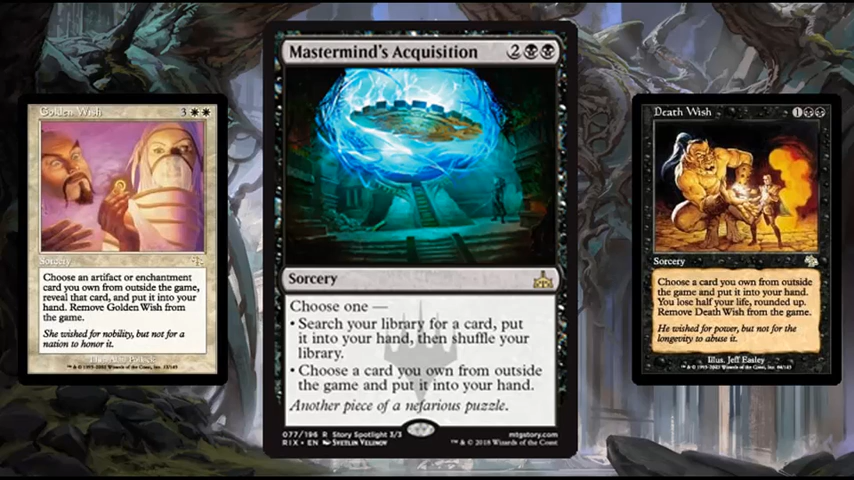 Golden Wish 3
Sorcery
Choose an artifact or enchantment
card you own from outside the game,
reveal that card, and put it into your
hand. Remove Golden Wish from
the game.
She wished for nobility, but not for a
nation to honor it.
Mastermind's Acquisition 2
Sorcery
Choose one —
• Search your library for a card, put
it into your hand, then shuffle your
library.
• Choose a card you own from outside
the game and put it into your hand.
Another piece of a nefarious puzzle.
077/196 R Story Spotlight 3/3
mtgstory.com
RIX • EN Svetlin Velinov
™ & © 2018 Wizards of the Coast
Death Wish 1
Sorcery
Choose a card you own from outside
the game and put it into your hand.
You lose half your life, rounded up.
Remove Death Wish from the game.
He wished for power, but not for the
longevity to abuse it.
Illus. Jeff Easley